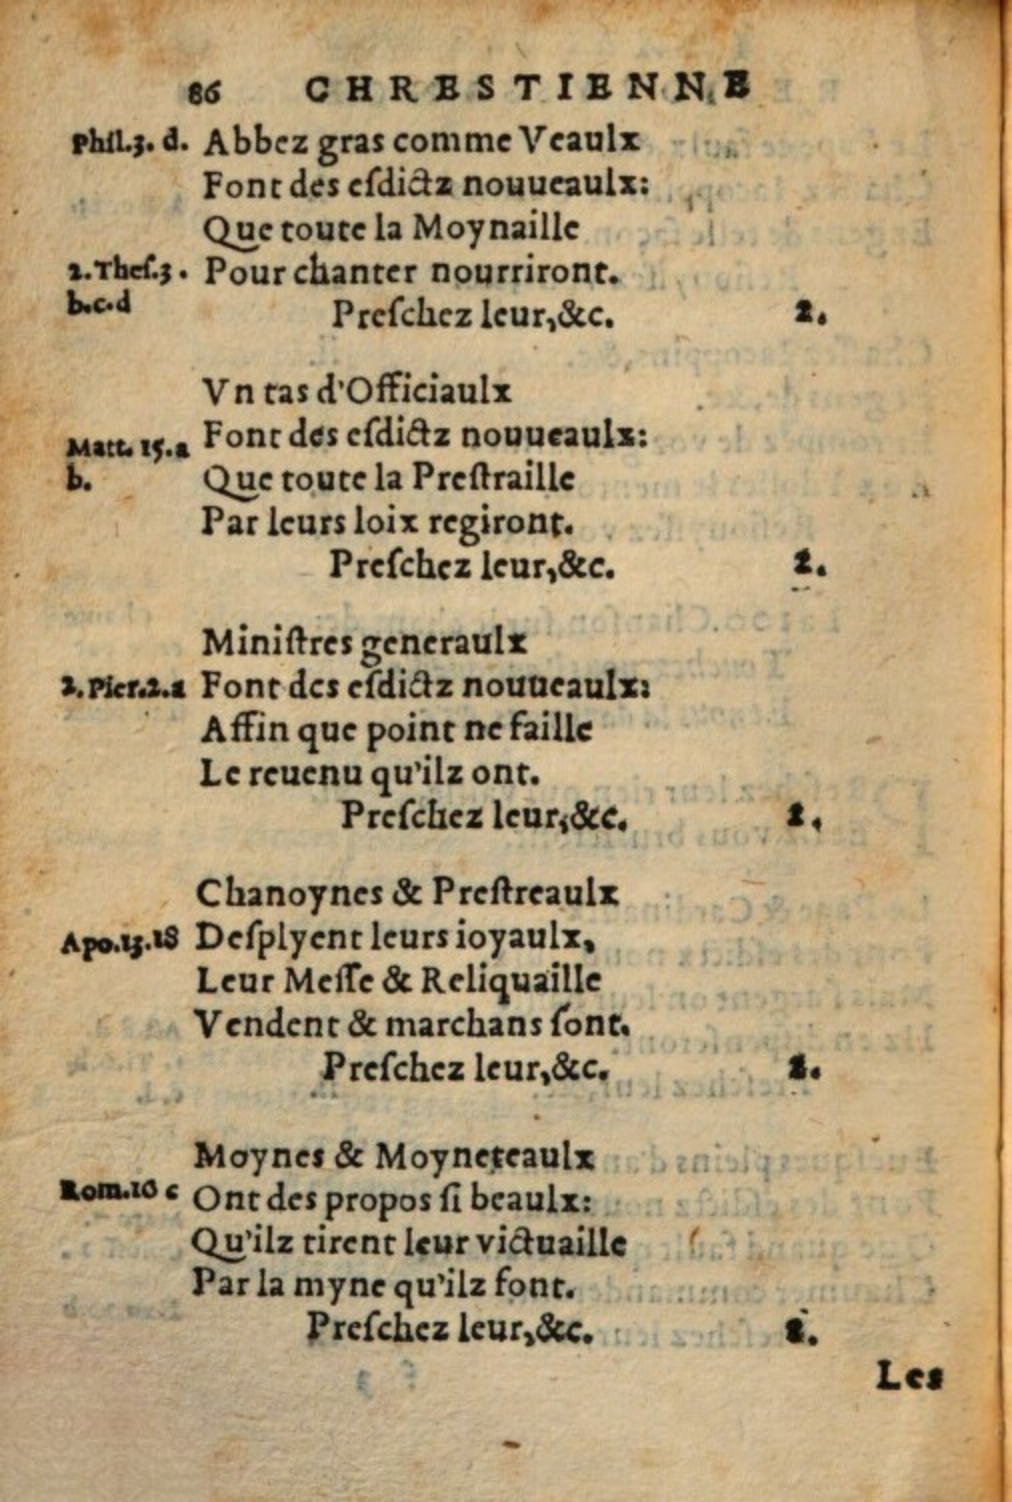 86 CHRESTIENNE
Phil.3. d. Abbez gras comme Veaulx
Font des eſdictz nouueaulx:
Que toute la Moynaille
2.Theſ.3. Pour chanter nourriront.
b.c.d
Preſchez leur,&c. 2.
Vn tas d'Officiaulx
Matt. 15.a Font des eſdictz nouueaulx:
b. Que toute la Preſtraille
Par leurs loix regiront.
Preſchez leur,&c. 2.
Miniſtres generaulx
2.Pier.2.a Font des eſdictz nouueaulx:
Affin que point ne faille
Le reuenu qu'ilz ont.
Preſchez leur,&c. 2.
Chanoynes & Preſtreaulx
Apo.13.18 Deſplyent leurs ioyaulx,
Leur Meſſe & Reliquaille
Vendent & marchans ſont.
Preſchez leur,&c. 2.
Moynes & Moyneteaulx
Rom.16 c Ont des propos ſi beaulx:
Qu'ilz tirent leur victuaille
Par la myne qu'ilz font.
Preſchez leur,&c. 2.
Les